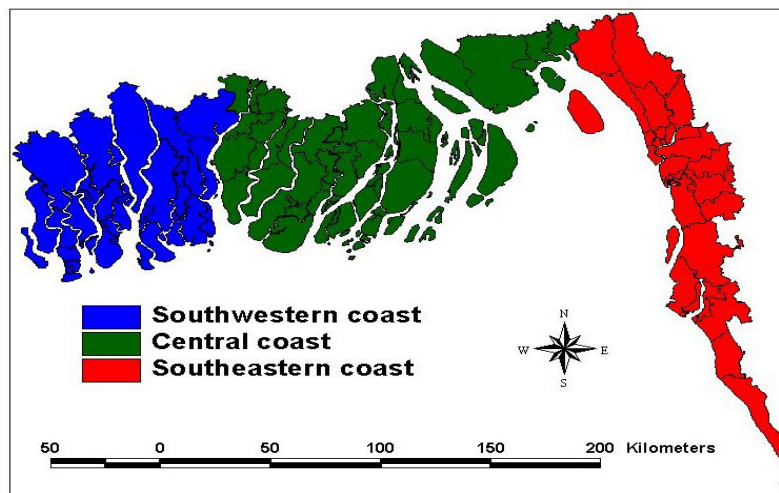 Southwestern coast
Central coast
Southeastern coast
N
W E
S
50 0 50 100 150 200 Kilometers